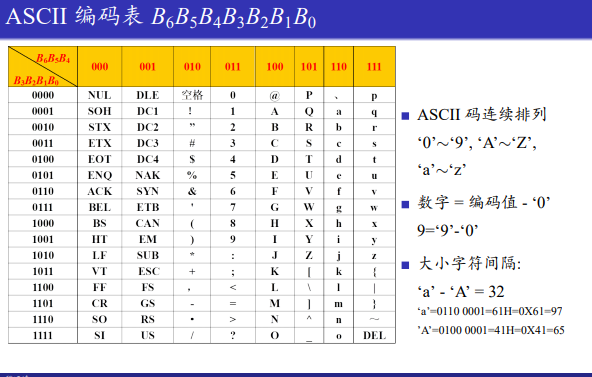 ASCII 编码表 B6B5B4B3B2B1B0
B6B5B4 000 001 010 011 100 101 110 111
B3B2B1B0
0000 NUL DLE 空格 0 @ P 、 p
0001 SOH DC1 ! 1 A Q a q
0010 STX DC2 ” 2 B R b r
0011 ETX DC3 # 3 C S c s
0100 EOT DC4 $ 4 D T d t
0101 ENQ NAK % 5 E U e u
0110 ACK SYN & 6 F V f v
0111 BEL ETB ' 7 G W g w
1000 BS CAN ( 8 H X h x
1001 HT EM ) 9 I Y i y
1010 LF SUB * : J Z j z
1011 VT ESC + ; K [ k {
1100 FF FS , < L \ l |
1101 CR GS - = M ] m }
1110 SO RS · > N ^ n ～
1111 SI US / ? O _ o DEL
ASCII 码连续排列
‘0’～‘9’, ‘A’～‘Z’,
‘a’～‘z’
数字 = 编码值 - ‘0’
9=‘9’-‘0’
大小字符间隔:
‘a’ - ‘A’ = 32
‘a’=0110 0001=61H=0X61=97
’A’=0100 0001=41H=0X41=65